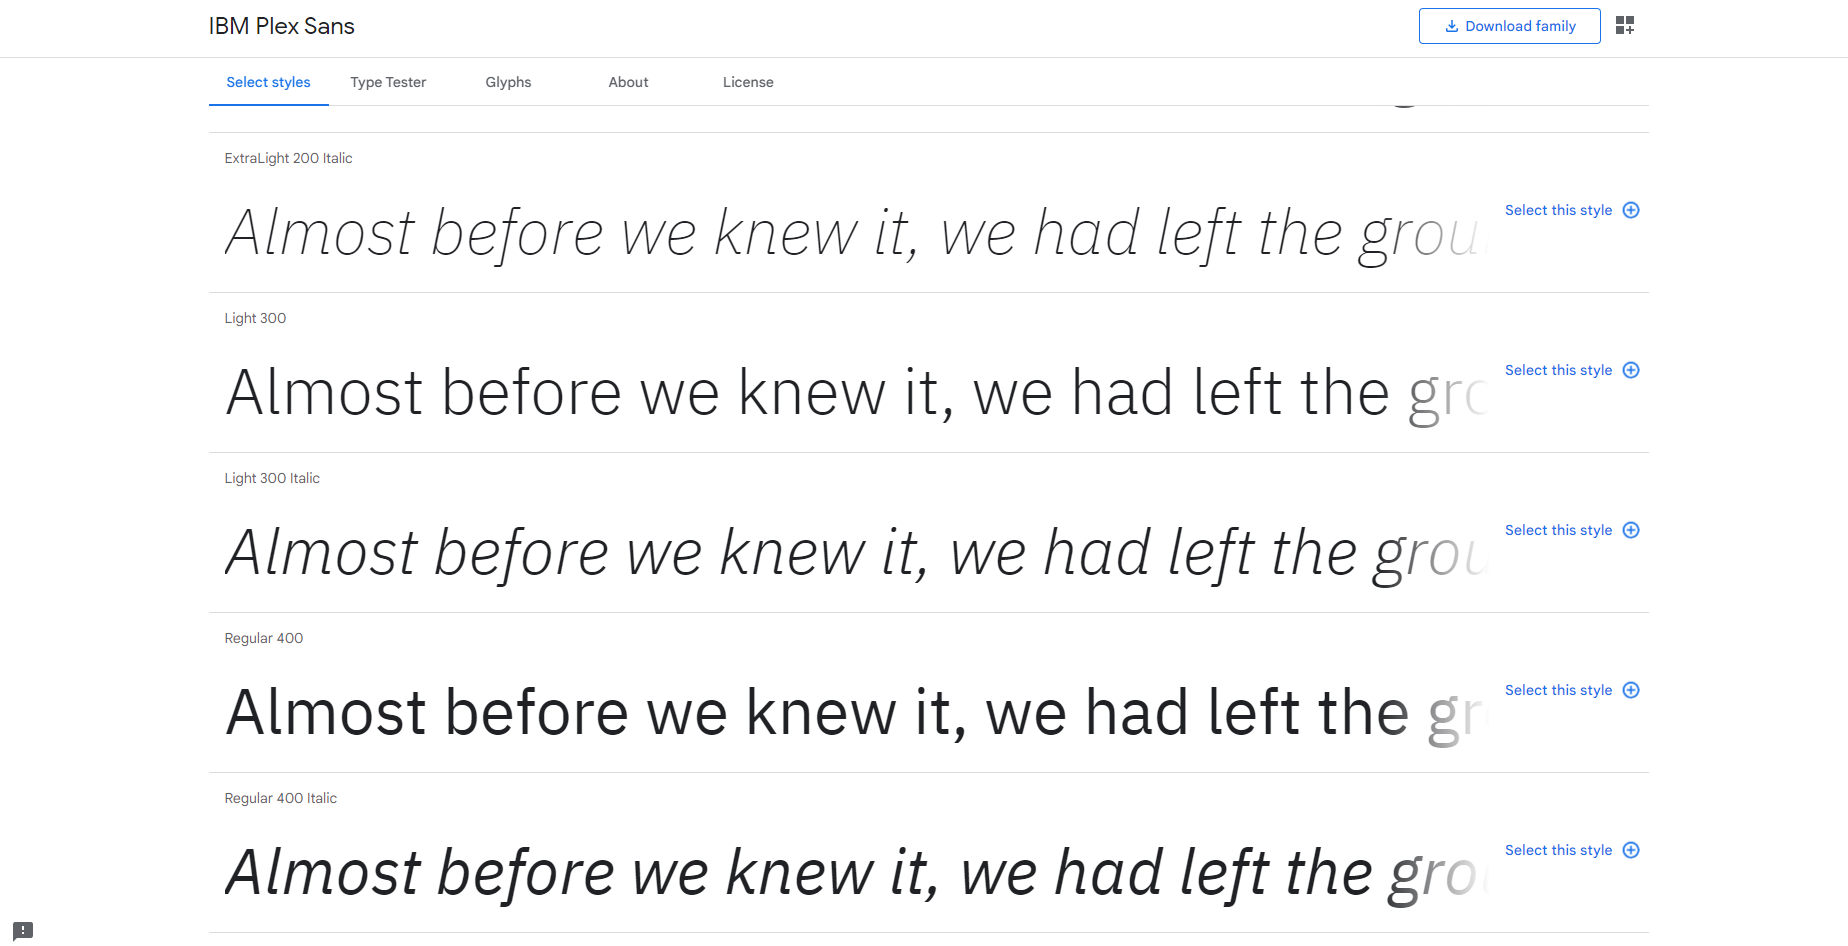 IBM Plex Sans
Download family
Select styles Type Tester Glyphs About License
ExtraLight 200 Italic
Almost before we knew it, we had left the grou
Select this style
Light 300
Almost before we knew it, we had left the gro
Select this style
Light 300 Italic
Almost before we knew it, we had left the grou
Select this style
Regular 400
Almost before we knew it, we had left the gr
Select this style
Regular 400 Italic
Almost before we knew it, we had left the gro
Select this style